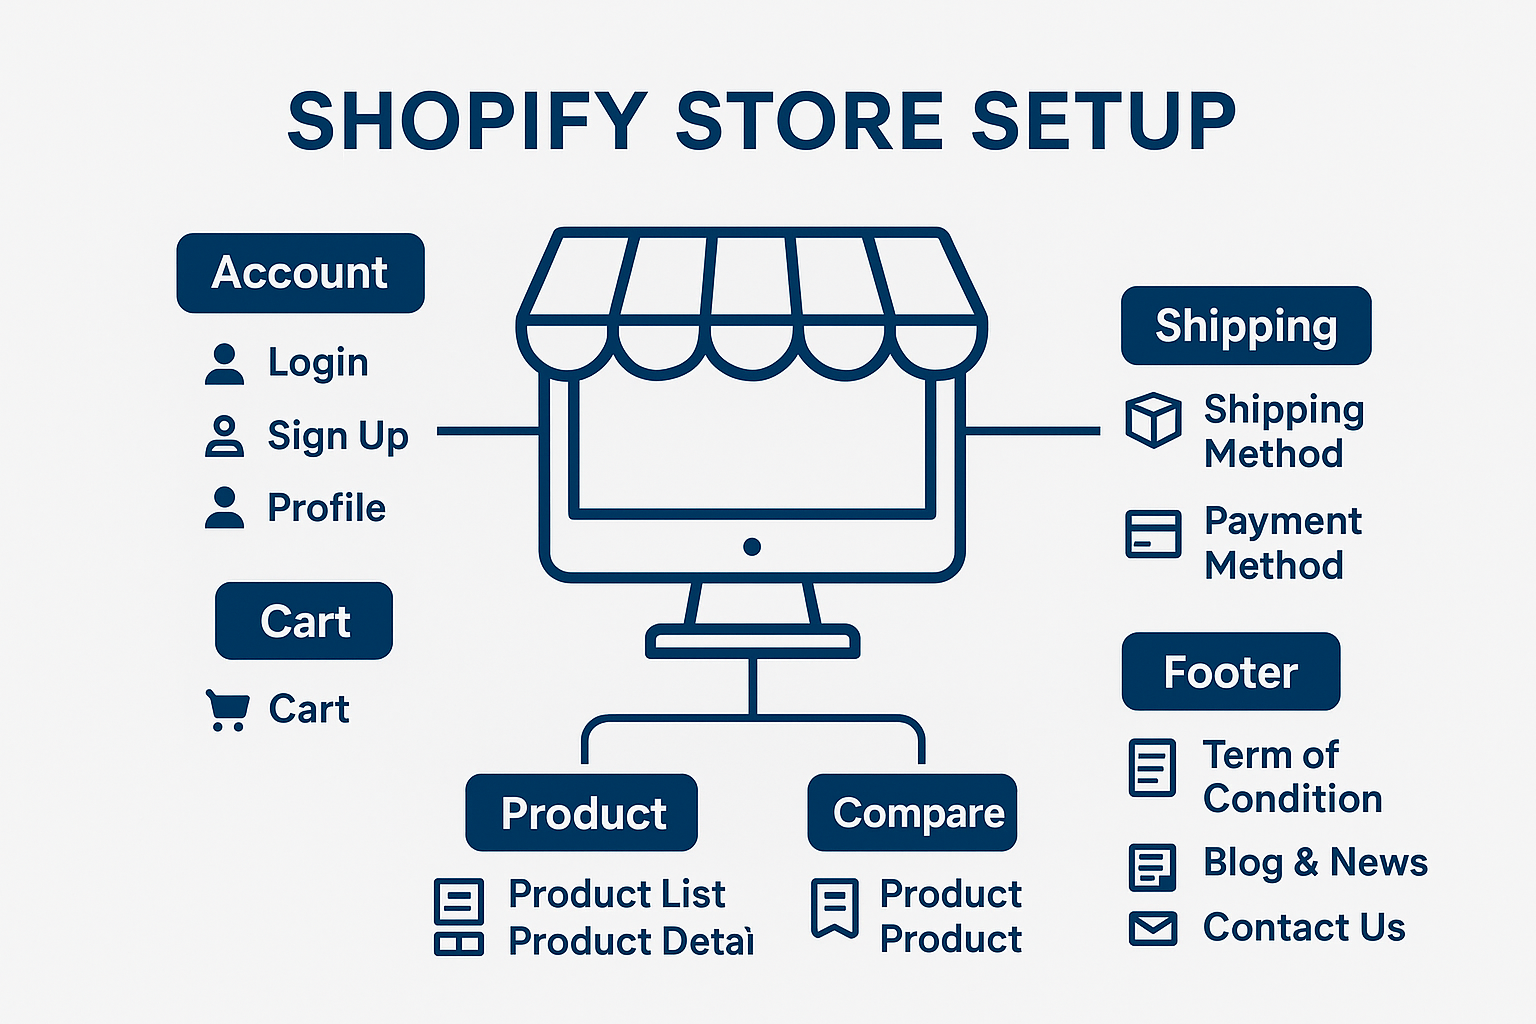 SHOPIFY STORE SETUP
Account
Login
Sign Up
Profile
Cart
Cart
Product
Product List
Product Detaì
Compare
Product
Product
Shipping
Shipping
Method
Payment
Method
Footer
Term of
Condition
Blog & News
Contact Us